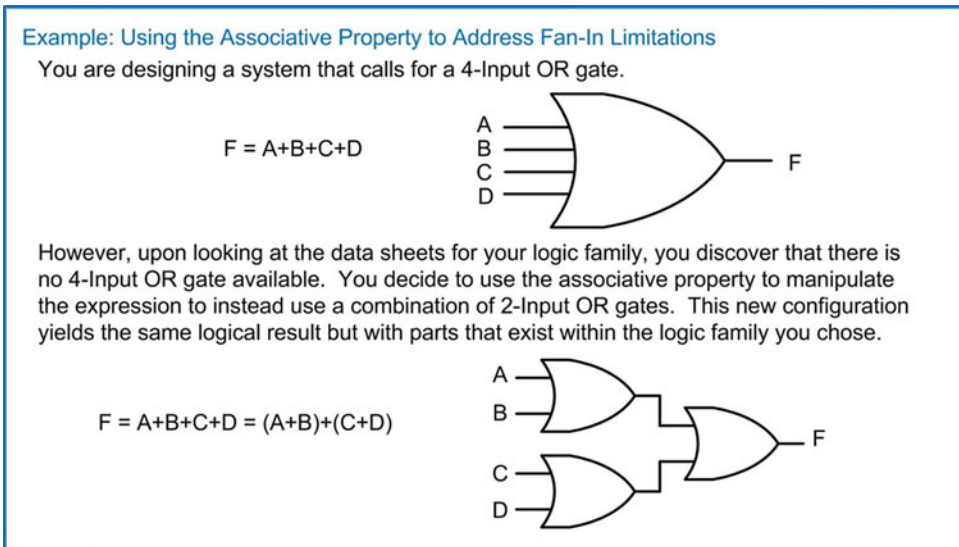 Example: Using the Associative Property to Address Fan-In Limitations
You are designing a system that calls for a 4-Input OR gate.
F = A+B+C+D
A
B
C
D
F
However, upon looking at the data sheets for your logic family, you discover that there is
no 4-Input OR gate available. You decide to use the associative property to manipulate
the expression to instead use a combination of 2-Input OR gates. This new configuration
yields the same logical result but with parts that exist within the logic family you chose.
F = A+B+C+D = (A+B)+(C+D)
A
B
C
D
F